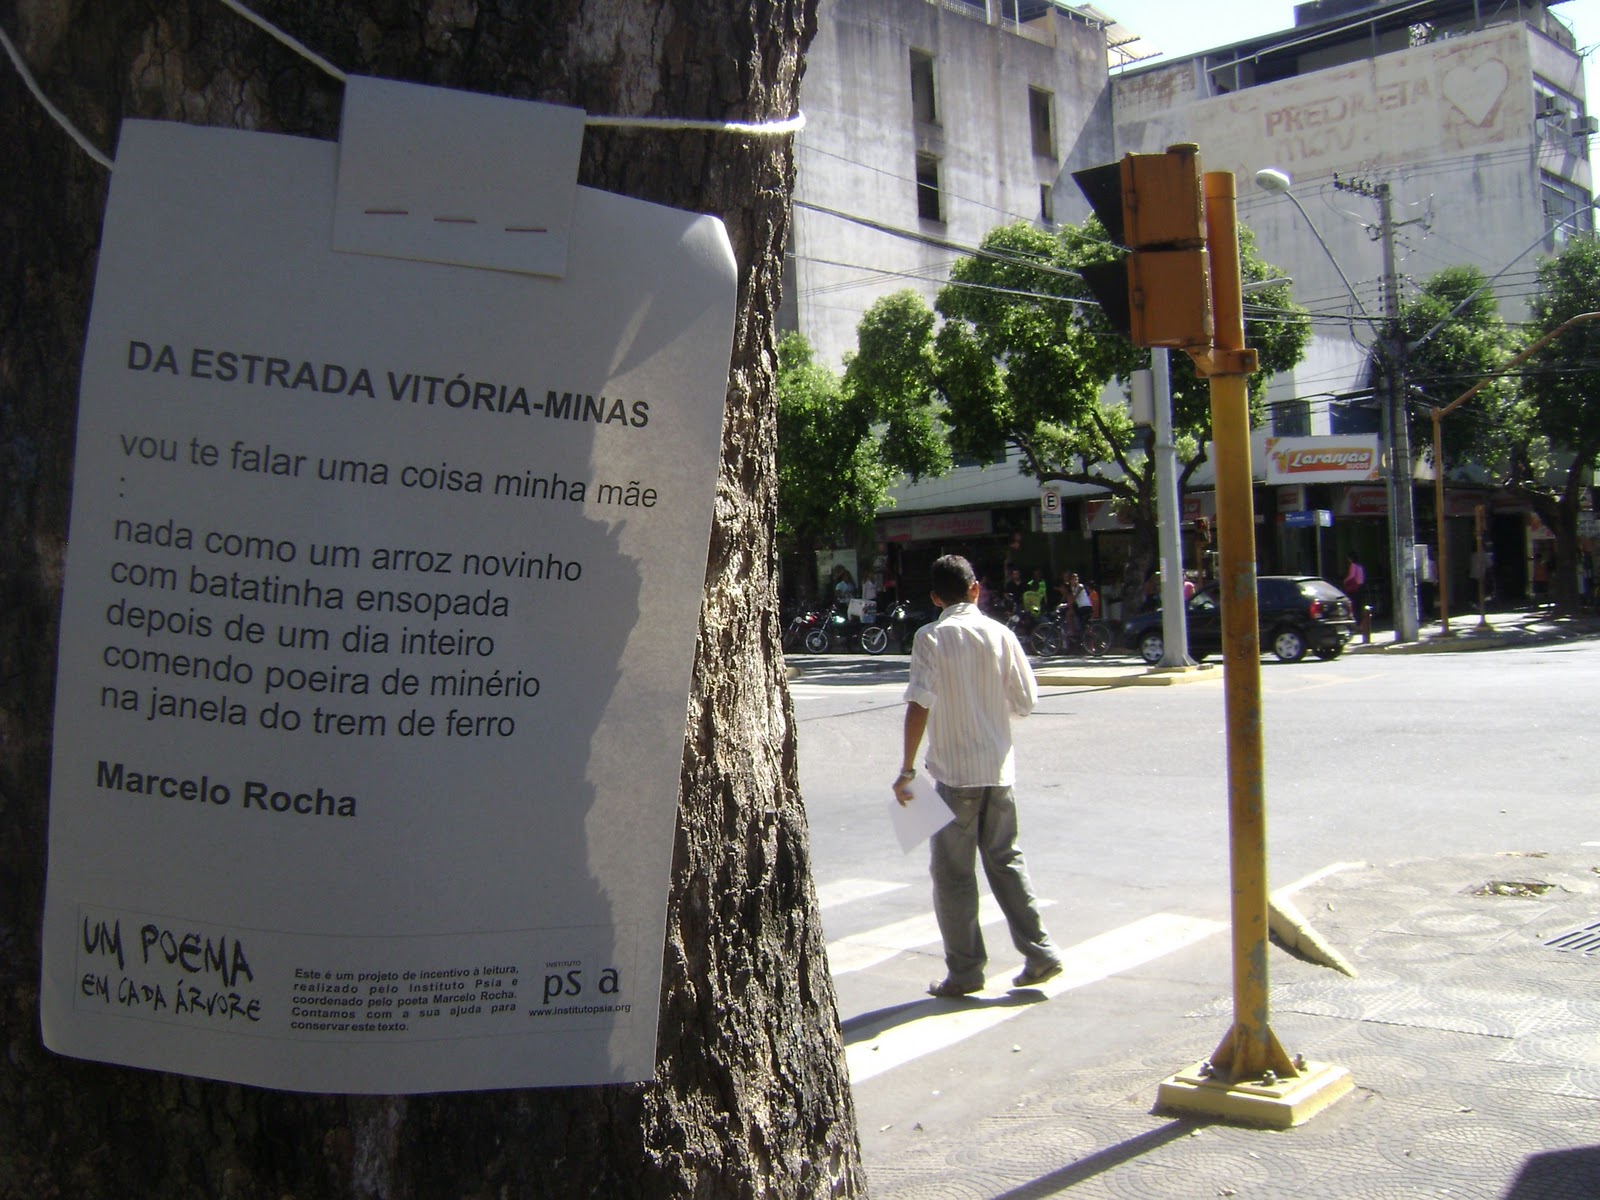 DA ESTRADA VITÓRIA-MINAS
vou te falar uma coisa minha mãe
:
nada como um arroz novinho
com batatinha ensopada
depois de um dia inteiro
comendo poeira de minério
na janela do trem de ferro
Marcelo Rocha
UM POEMA
EM CADA ÁRVORE
Este é um projeto de incentivo à leitura,
realizado pelo Instituto Psia e
coordenado pelo poeta Marcelo Rocha.
Contamos com a sua ajuda para
conservar este texto.
INSTITUTO
psia
www.institutopsia.org
PREDILETA
Laranjão
SUCOS
E